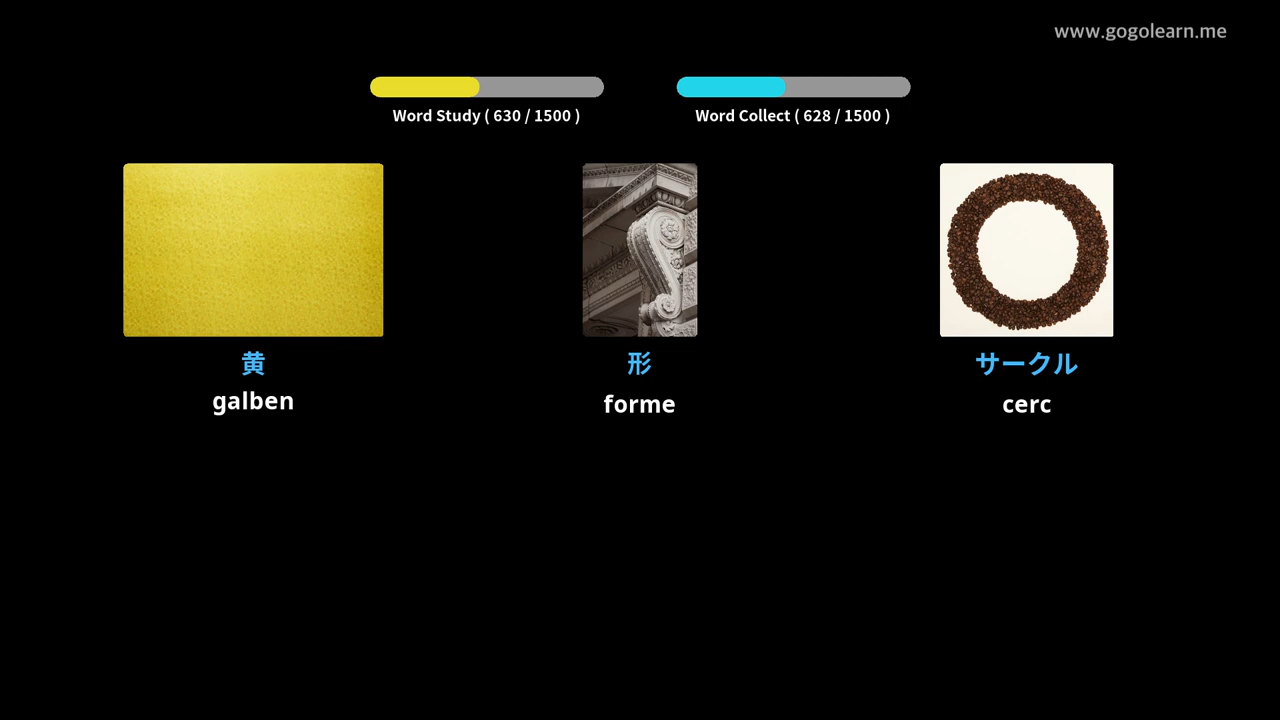 www.gogolearn.me
Word Study ( 630 / 1500 )
Word Collect ( 628 / 1500 )
黄
形
サークル
galben
forme
cerc